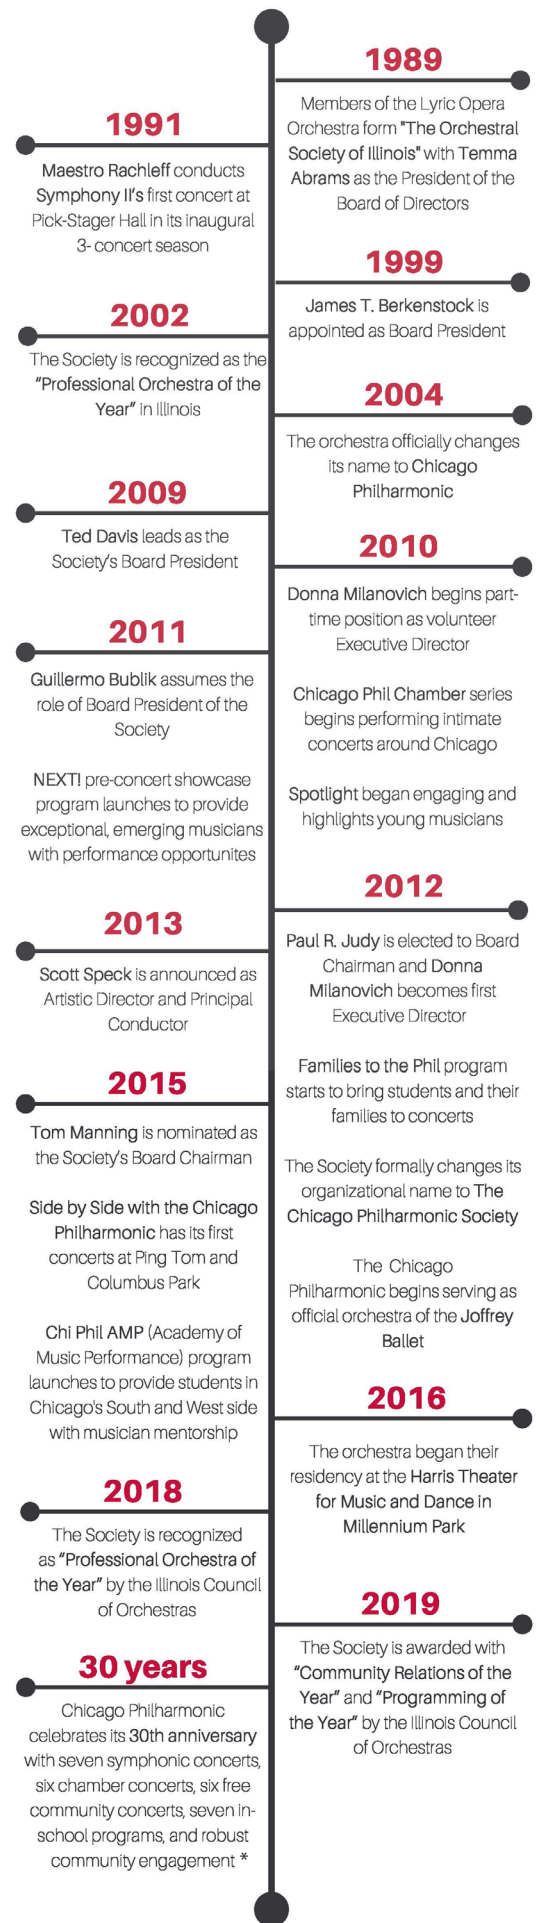 1989
Members of the Lyric Opera
Orchestra form "The Orchestral
Society of Illinois" with Temma
Abrams as the President of the
Board of Directors
1991
Maestro Rachleff conducts
Symphony II's first concert at
Pick-Stager Hall in its inaugural
3- concert season
1999
James T. Berkenstock is
appointed as Board President
2002
The Society is recognized as the
“Professional Orchestra of the
Year” in Illinois
2004
The orchestra officially changes
its name to Chicago
Philharmonic
2009
Ted Davis leads as the
Society's Board President
2010
Donna Milanovich begins part-
time position as volunteer
Executive Director
Chicago Phil Chamber series
begins performing intimate
concerts around Chicago
Spotlight began engaging and
highlights young musicians
2011
Guillermo Bublik assumes the
role of Board President of the
Society
NEXT! pre-concert showcase
program launches to provide
exceptional, emerging musicians
with performance opportunites
2012
Paul R. Judy is elected to Board
Chairman and Donna
Milanovich becomes first
Executive Director
Families to the Phil program
starts to bring students and their
families to concerts
The Society formally changes its
organizational name to The
Chicago Philharmonic Society
The Chicago
Philharmonic begins serving as
official orchestra of the Joffrey
Ballet
2013
Scott Speck is announced as
Artistic Director and Principal
Conductor
2015
Tom Manning is nominated as
the Society's Board Chairman
Side by Side with the Chicago
Philharmonic has its first
concerts at Ping Tom and
Columbus Park
Chi Phil AMP (Academy of
Music Performance) program
launches to provide students in
Chicago's South and West side
with musician mentorship
2016
The orchestra began their
residency at the Harris Theater
for Music and Dance in
Millennium Park
2018
The Society is recognized
as “Professional Orchestra of
the Year” by the Illinois Council
of Orchestras
2019
The Society is awarded with
“Community Relations of the
Year” and “Programming of
the Year” by the Illinois Council
of Orchestras
30 years
Chicago Philharmonic
celebrates its 30th anniversary
with seven symphonic concerts,
six chamber concerts, six free
community concerts, seven in-
school programs, and robust
community engagement *